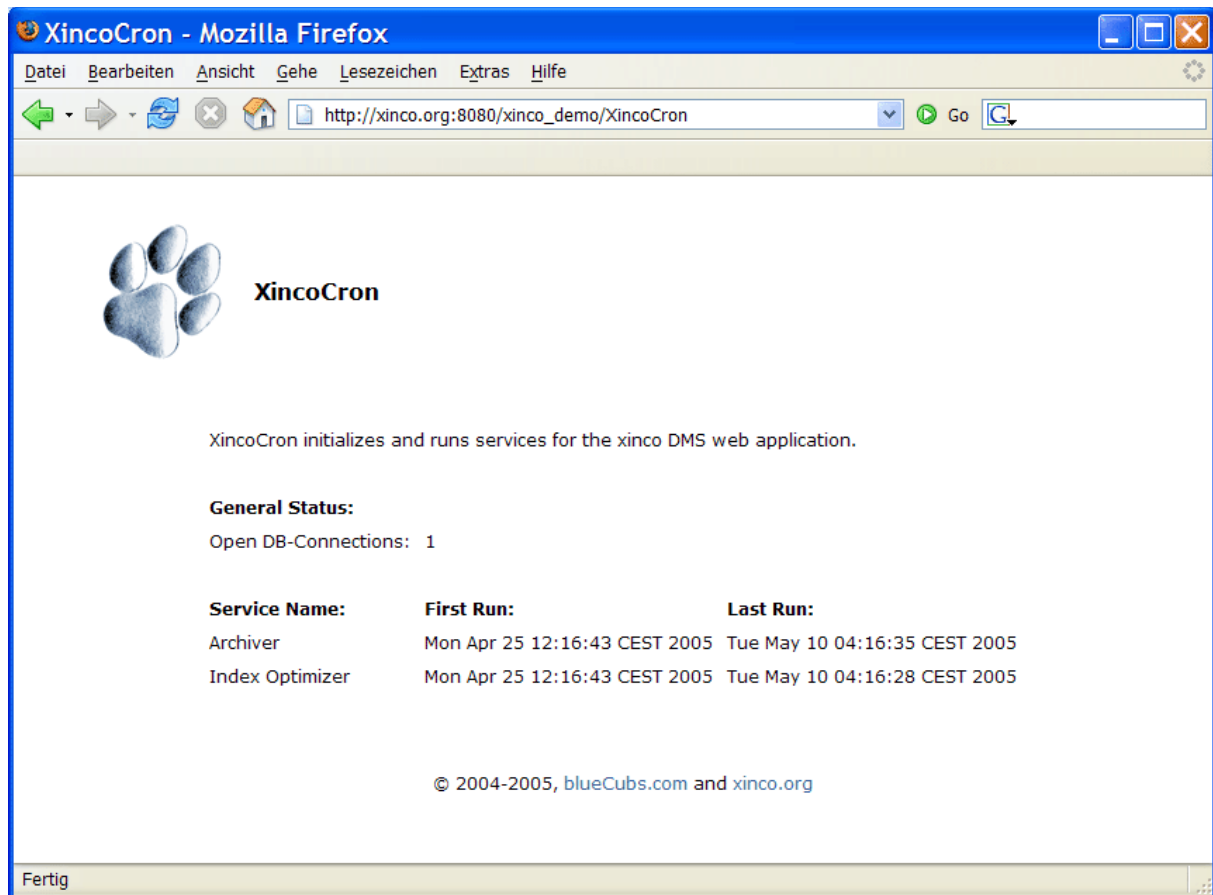 XincoCron - Mozilla Firefox
Datei Bearbeiten Ansicht Gehe Lesezeichen Extras Hilfe
http://xinco.org:8080/xinco_demo/XincoCron Go G
XincoCron
XincoCron initializes and runs services for the xinco DMS web application.
General Status:
Open DB-Connections: 1
Service Name: First Run: Last Run:
Archiver Mon Apr 25 12:16:43 CEST 2005 Tue May 10 04:16:35 CEST 2005
Index Optimizer Mon Apr 25 12:16:43 CEST 2005 Tue May 10 04:16:28 CEST 2005
© 2004-2005, blueCubs.com and xinco.org
Fertig